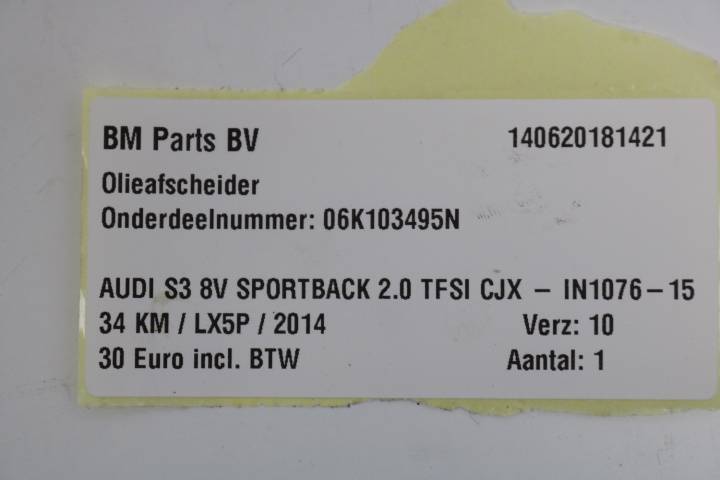 BM Parts BV 140620181421
Olieafscheider
Onderdeelnummer: 06K103495N
AUDI S3 8V SPORTBACK 2.0 TFSI CJX – IN1076–15
34 KM / LX5P / 2014 Verz: 10
30 Euro incl. BTW Aantal: 1